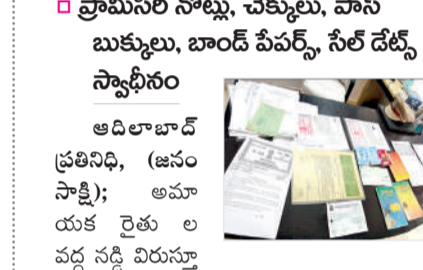 ప్రామిసరీ నోట్లు, చెక్కులు, పాస్
బుక్కులు, బాండ్ పేపర్స్, సేల్ డేట్స్
స్వాధీనం
ఆదిలాబాద్
ప్రతినిధి, (జనం
సాక్షి); అమా
యక రైతు ల
వద్ద నడ్డి విరుస్తూ